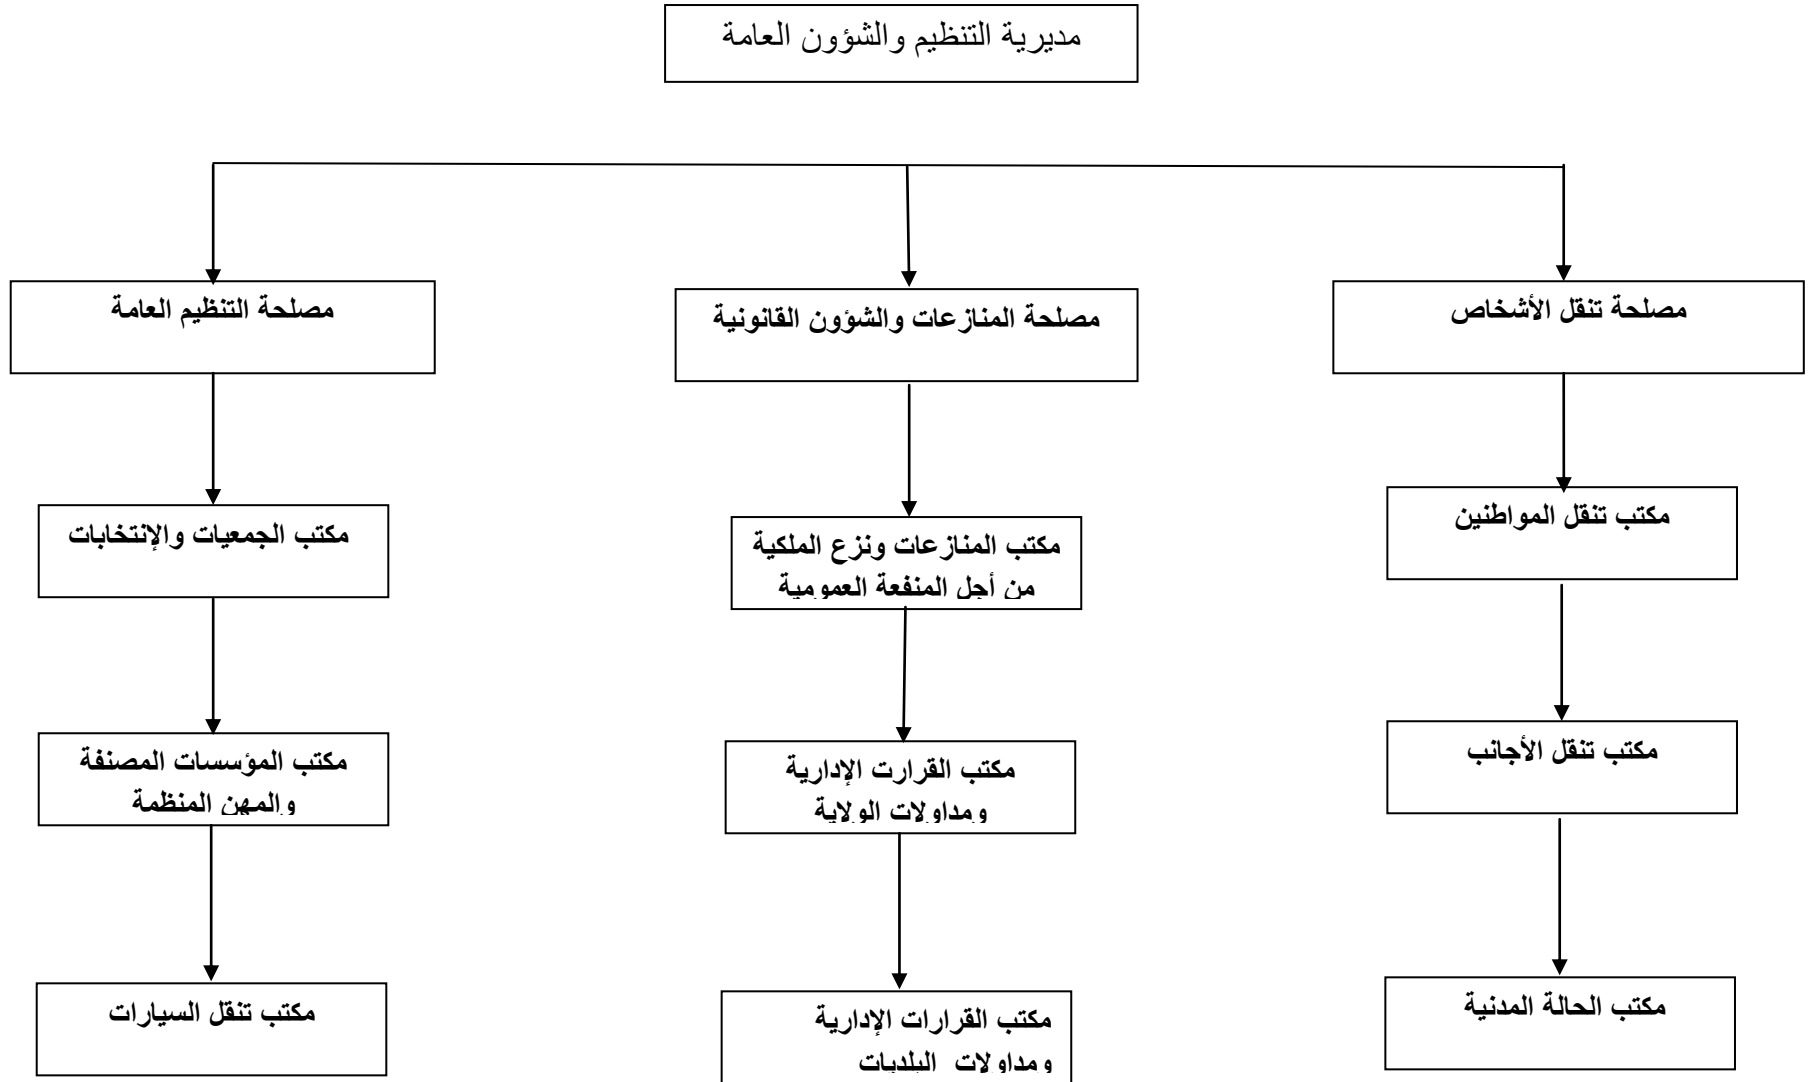 مديرية التنظيم والشؤون العامة
مصلحة تنقل الأشخاص
مصلحة المنازعات والشؤون القانونية
مصلحة التنظيم العامة
مكتب تنقل المواطنين
مكتب المنازعات ونزع الملكية
من أجل المنفعة العمومية
مكتب الجمعيات والإنتخابات
مكتب تنقل الأجانب
مكتب القرارت الإدارية
ومداولات الولاية
مكتب المؤسسات المصنفة
والمهن المنظمة
مكتب الحالة المدنية
مكتب القرارات الإدارية
ومداولات البلديات
مكتب تنقل السيارات